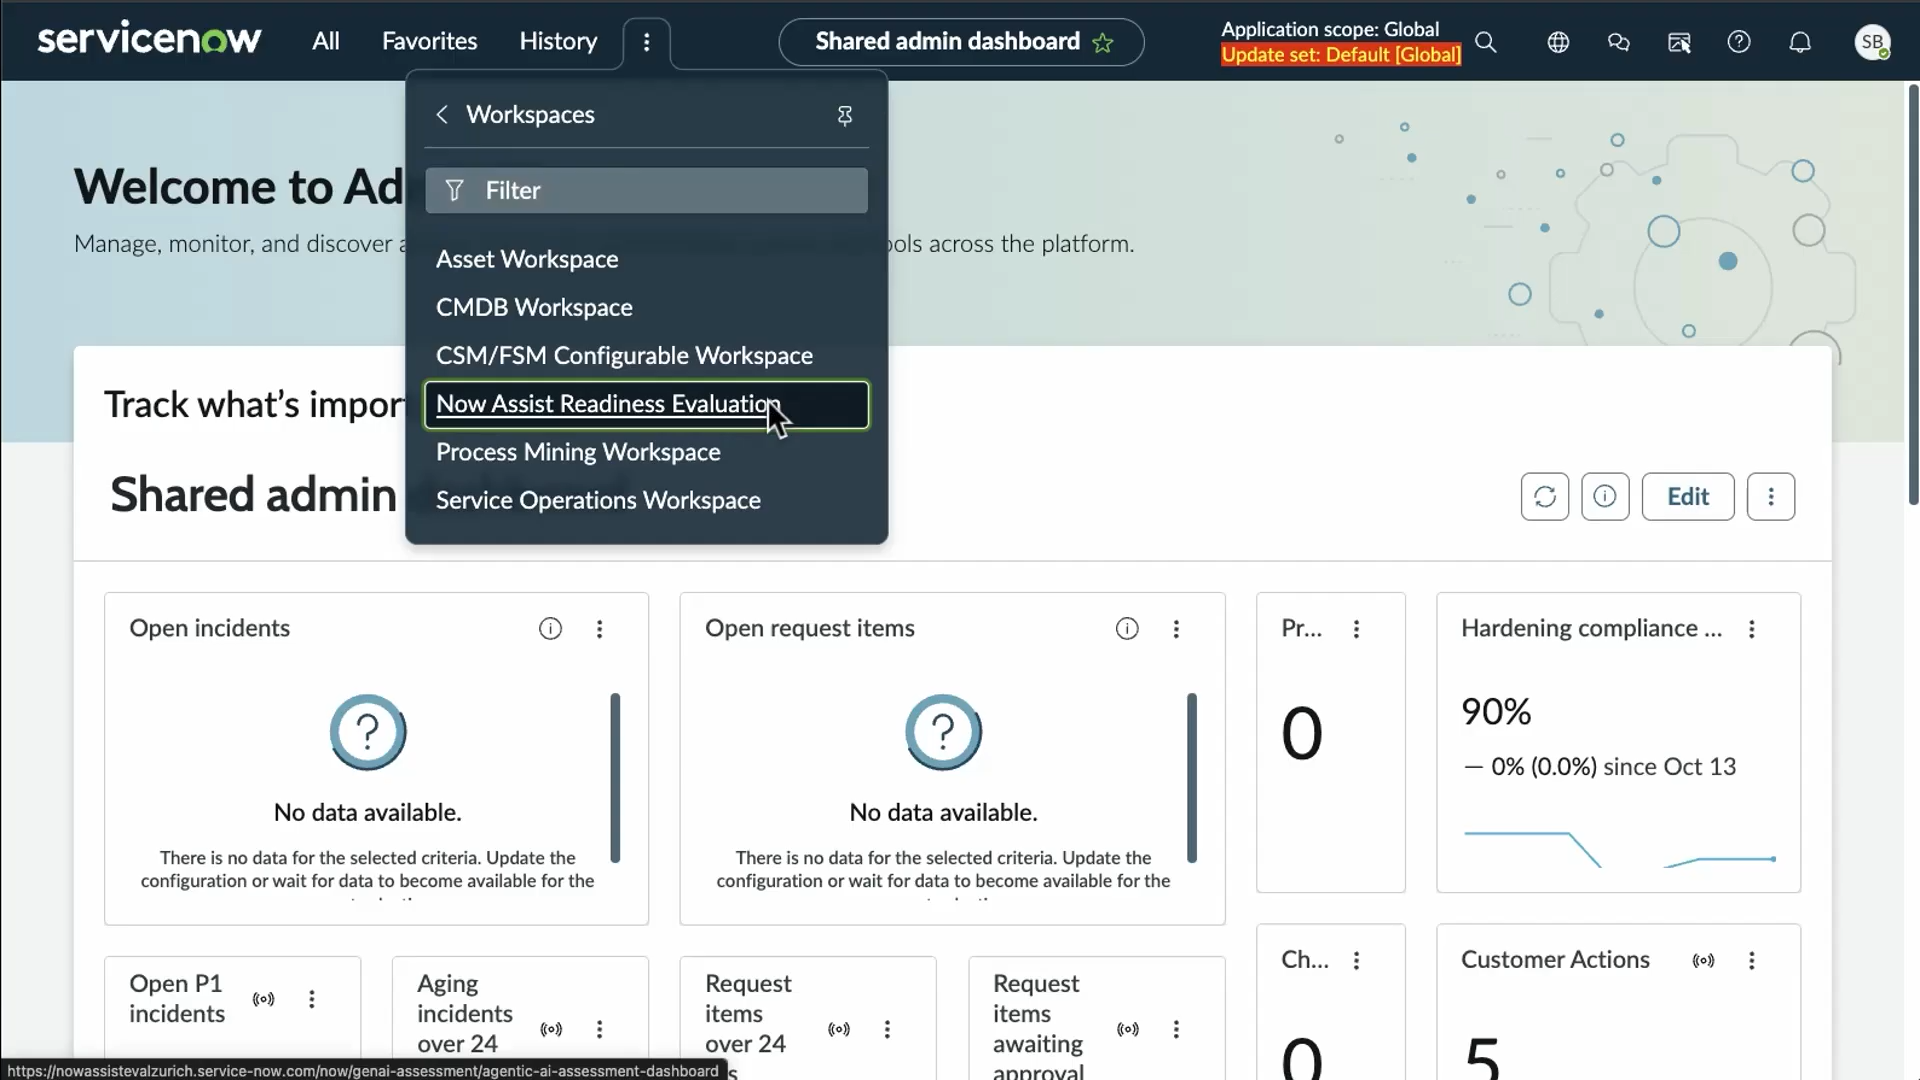 servicenow
All
Favorites
History
Shared admin dashboard
Application scope: Global
Update set: Default [Global]
SB
Workspaces
Filter
Asset Workspace
CMDB Workspace
CSM/FSM Configurable Workspace
Now Assist Readiness Evaluation
Process Mining Workspace
Service Operations Workspace
Welcome to Ad
Manage, monitor, and discover a
ols across the platform.
Track what's impor
Shared admin
Edit
Open incidents
No data available.
There is no data for the selected criteria. Update the
configuration or wait for data to become available for the
Open request items
No data available.
There is no data for the selected criteria. Update the
configuration or wait for data to become available for the
Pr...
0
Hardening compliance ...
90%
— 0% (0.0%) since Oct 13
Open P1
incidents
Aging
incidents
over 24
Request
items
over 24
Request
items
awaiting
approval
Ch...
0
Customer Actions
5
https://nowassistevalzurich.service-now.com/now/genai-assessment/agentic-ai-assessment-dashboard